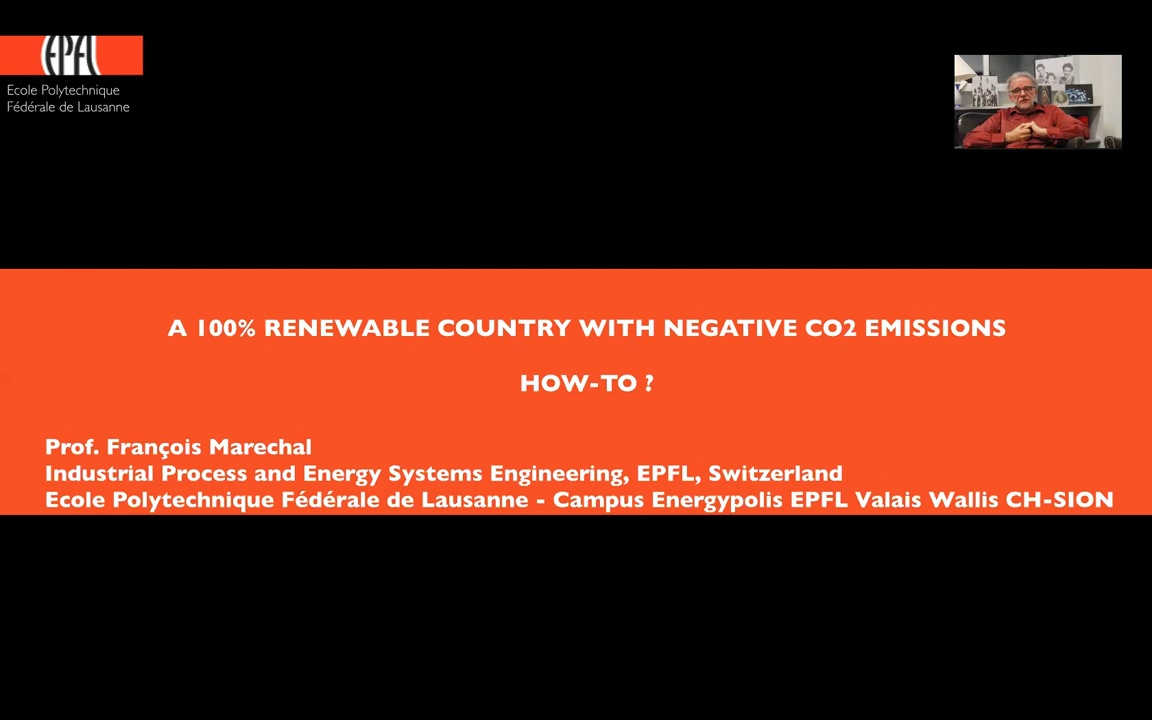 EPFL
Ecole Polytechnique
Fédérale de Lausanne
A 100% RENEWABLE COUNTRY WITH NEGATIVE CO2 EMISSIONS
HOW-TO ?
Prof. François Marechal
Industrial Process and Energy Systems Engineering, EPFL, Switzerland
Ecole Polytechnique Fédérale de Lausanne - Campus Energypolis EPFL Valais Wallis CH-SION